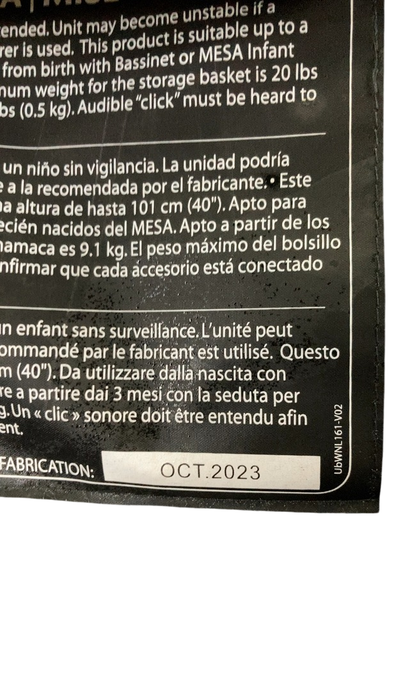 tended. Unit may become unstable if a
rer is used. This product is suitable up to a
from birth with Bassinet or MESA Infant
num weight for the storage basket is 20 lbs
bs (0.5 kg). Audible “click” must be heard to
un niño sin vigilancia. La unidad podría
e a la recomendada por el fabricante. • Este
na altura de hasta 101 cm (40"). Apto para
ecién nacidos del MESA. Apto a partir de los
namaca es 9.1 kg. El peso máximo del bolsillo
nfirmar que cada accesorio está conectado
un enfant sans surveillance. L’unité peut
ommandé par le fabricant est utilisé. Questo
m (40"). Da utilizzare dalla nascita con
re a partire dai 3 mesi con la seduta per
g. Un « clic » sonore doit être entendu afin
ent.
FABRICATION: OCT.2023
UbWNL161-V02